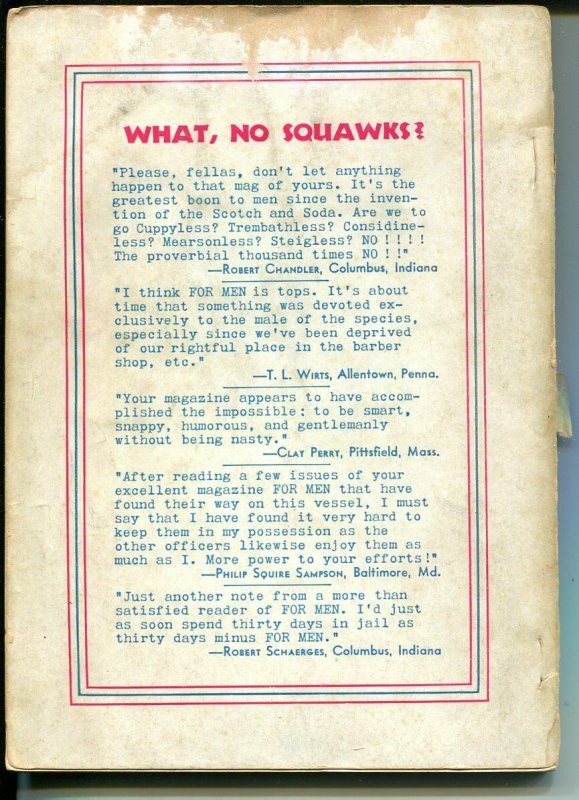 WHAT, NO SQUAWKS?
"Please, fellas, don't let anything
happen to that mag of yours. It's the
greatest boon to men since the inven-
tion of the Scotch and Soda. Are we to
go Cuppyless? Trembathless? Considine-
less? Mearsonless? Steigless? NO!!!!
The proverbial thousand times NO!!"
—ROBERT CHANDLER, Columbus, Indiana
"I think FOR MEN is tops. It's about
time that something was devoted ex-
clusively to the male of the species,
especially since we've been deprived
of our rightful place in the barber
shop, etc."
—T. L. WIRTS, Allentown, Penna.
"Your magazine appears to have accom-
plished the impossible: to be smart,
snappy, humorous, and gentlemanly
without being nasty."
—CLAY PERRY, Pittsfield, Mass.
"After reading a few issues of your
excellent magazine FOR MEN that have
found their way on this vessel, I must
say that I have found it very hard to
keep them in my possession as the
other officers likewise enjoy them as
much as I. More power to your efforts!"
—PHILIP SQUIRE SAMPSON, Baltimore, Md.
"Just another note from a more than
satisfied reader of FOR MEN. I'd just
as soon spend thirty days in jail as
thirty days minus FOR MEN."
—ROBERT SCHAERGES, Columbus, Indiana